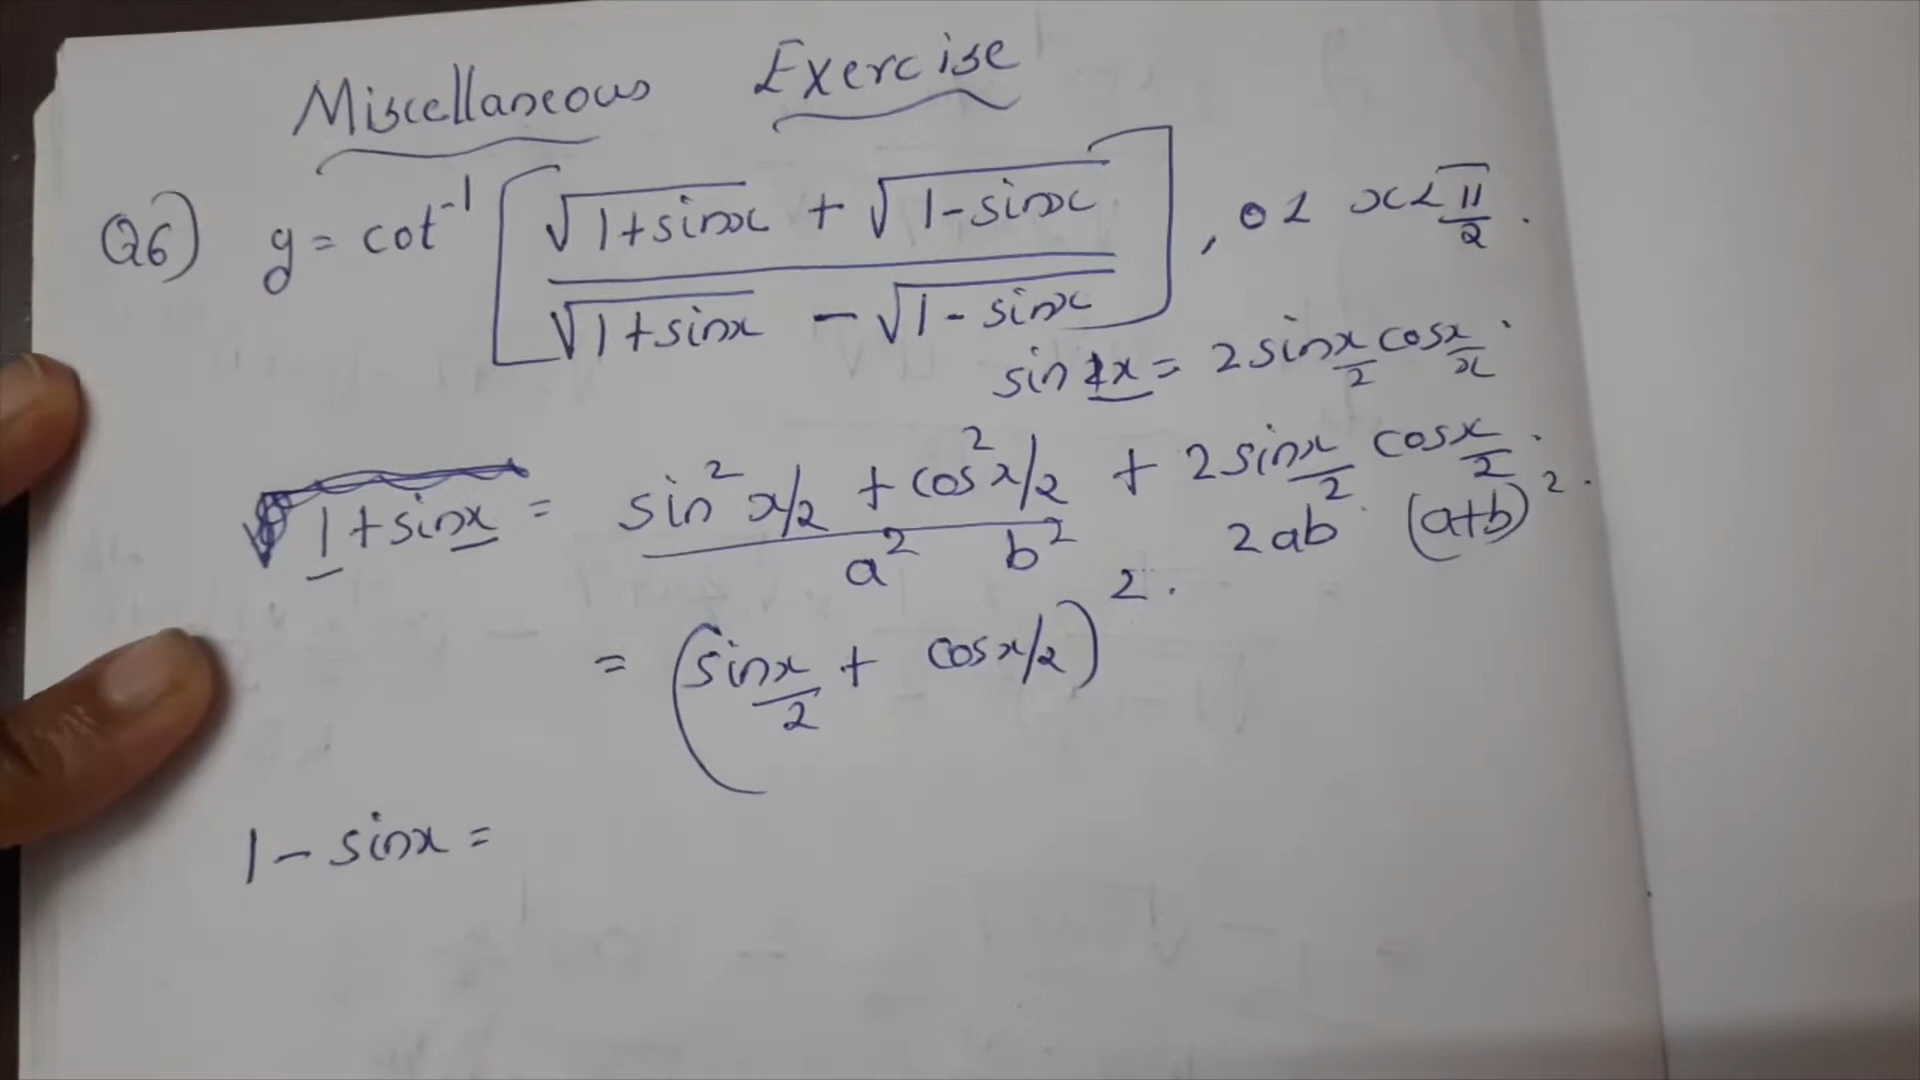 Miscellaneous Exercise
Q6) y = cot⁻¹ [ (√1+sinx + √1-sinx) / (√1+sinx - √1-sinx) ] , 0 < x < π/2 .
sin x = 2 sin x/2 cos x/x
1 + sinx = sin² x/2 + cos² x/2 + 2 sin x/2 cos x/2 .
a² b² 2ab (a+b)² .
= (sin x/2 + cos x/2)² .
1 - sinx =